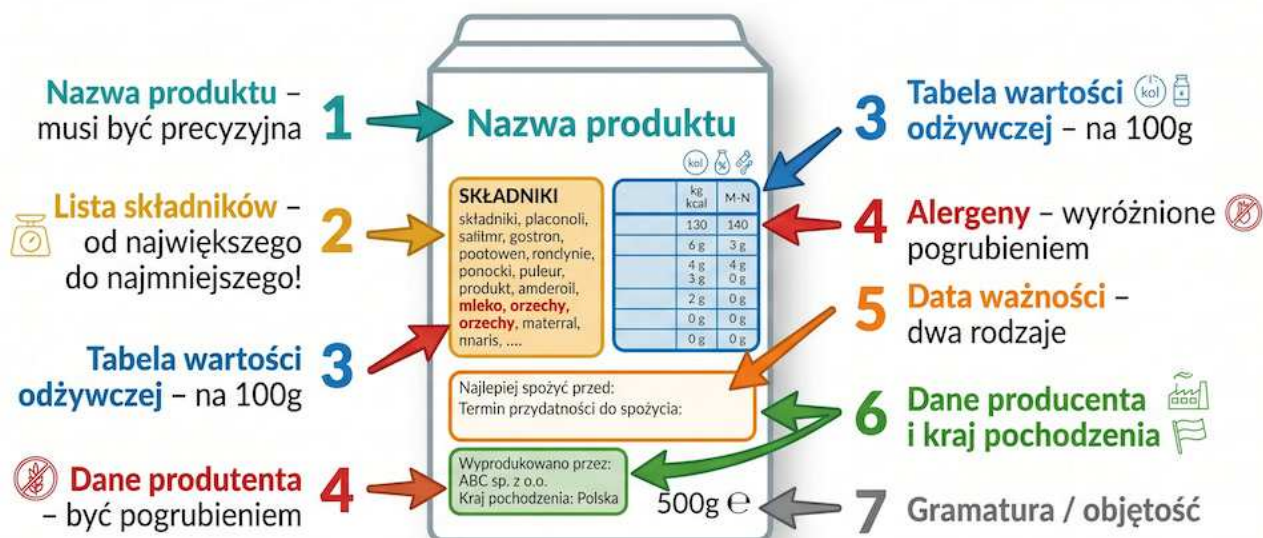 Nazwa produktu –
musi być precyzyjna
1
Lista składników –
od największego
do najmniejszego!
2
Tabela wartości
odżywczej – na 100g
3
Dane produtenta
– być pogrubieniem
4
Nazwa produktu
kol
%
SKŁADNIKI
składniki, placonoli,
safitmr, gostron,
pootowen, rondynie,
ponocki, puleur,
produkt, amderoil,
mleko, orzechy,
orzechy, materral,
nnaris, ....
kg
kcal M-N
130 140
6 g 3 g
4 g 4 g
3 g 0 g
2 g 0 g
0 g 0 g
0 g 0 g
Najlepiej spożyć przed:
Termin przydatności do spożycia:
Wyprodukowano przez:
ABC sp. z o.o.
Kraj pochodzenia: Polska
500g ℮
3
Tabela wartości kol
odżywczej – na 100g
4
Alergeny – wyróżnione
pogrubieniem
5
Data ważności –
dwa rodzaje
6
Dane producenta
i kraj pochodzenia
7
Gramatura / objętość